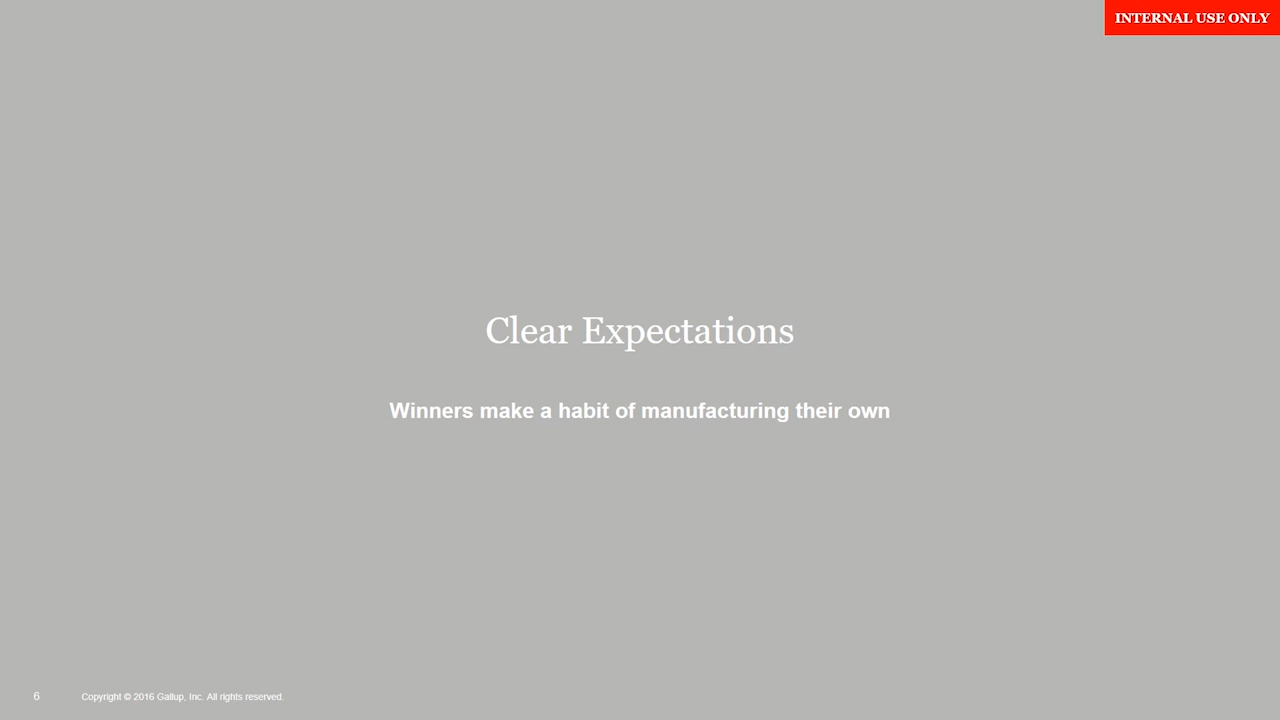 INTERNAL USE ONLY
Clear Expectations
Winners make a habit of manufacturing their own
6 Copyright © 2016 Gallup, Inc. All rights reserved.